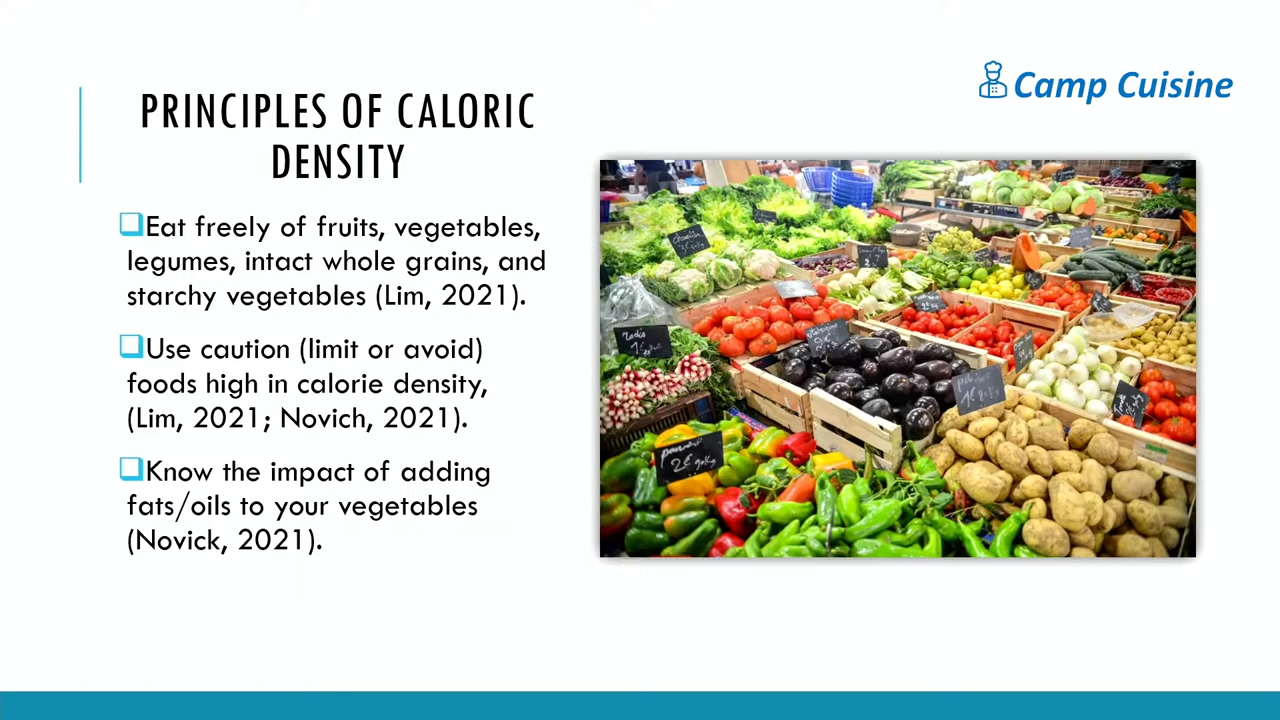 Camp Cuisine
PRINCIPLES OF CALORIC
DENSITY
Eat freely of fruits, vegetables,
legumes, intact whole grains, and
starchy vegetables (Lim, 2021).
Use caution (limit or avoid)
foods high in calorie density,
(Lim, 2021; Novich, 2021).
Know the impact of adding
fats/oils to your vegetables
(Novick, 2021).